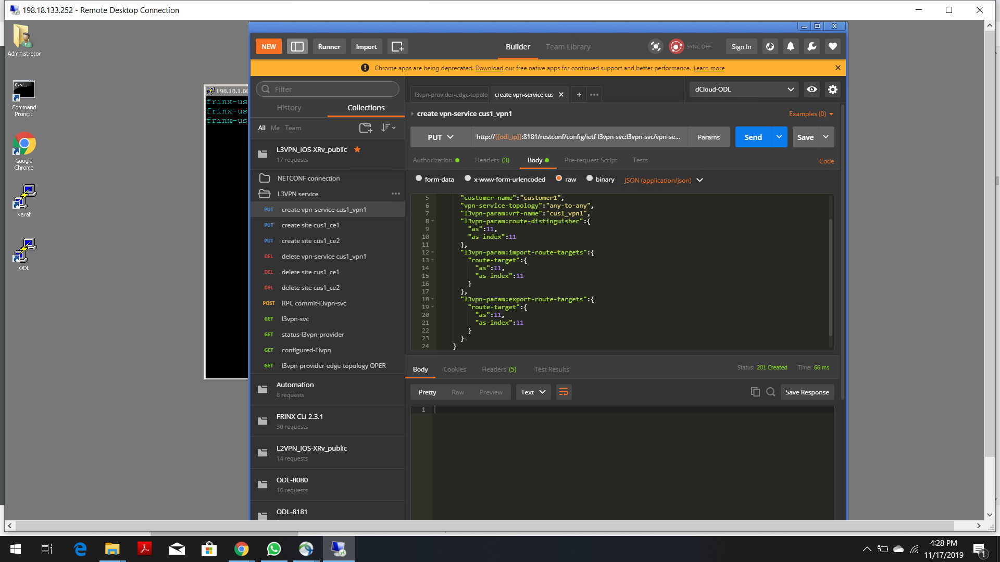 198.18.133.252 - Remote Desktop Connection
Administrator
Command
Prompt
Google
Chrome
Karaf
ODL
198.18.1.80
frinx-us
frinx-us
frinx-us
NEW
Runner
Import
Builder
Team Library
SYNC OFF
Sign In
Chrome apps are being deprecated. Download our free native apps for continued support and better performance. Learn more
Filter
History
Collections
All Me Team
L3VPN_IOS-XRv_public
17 requests
NETCONF connection
L3VPN service
PUT create vpn-service cus1_vpn1
PUT create site cus1_ce1
PUT create site cus1_ce2
DEL delete vpn-service cus1_vpn1
DEL delete site cus1_ce1
DEL delete site cus1_ce2
POST RPC commit-l3vpn-svc
GET l3vpn-svc
GET status-l3vpn-provider
GET configured-l3vpn
GET l3vpn-provider-edge-topology OPER
Automation
8 requests
FRINX CLI 2.3.1
30 requests
L2VPN_IOS-XRv_public
14 requests
ODL-8080
16 requests
ODL-8181
l3vpn-provider-edge-topolo
create vpn-service cus
dCloud-ODL
create vpn-service cus1_vpn1
Examples (0)
PUT
http://{{odl_ip}}:8181/restconf/config/ietf-l3vpn-svc:l3vpn-svc/vpn-se...
Params
Send
Save
Authorization
Headers (3)
Body
Pre-request Script
Tests
Code
form-data
x-www-form-urlencoded
raw
binary
JSON (application/json)
5 "customer-name":"customer1",
6 "vpn-service-topology":"any-to-any",
7 "l3vpn-param:vrf-name":"cus1_vpn1",
8 "l3vpn-param:route-distinguisher":{
9 "as":11,
10 "as-index":11
11 },
12 "l3vpn-param:import-route-targets":{
13 "route-target":{
14 "as":11,
15 "as-index":11
16 }
17 },
18 "l3vpn-param:export-route-targets":{
19 "route-target":{
20 "as":11,
21 "as-index":11
22 }
23 }
24 }
Body
Cookies
Headers (5)
Test Results
Status: 201 Created
Time: 66 ms
Pretty
Raw
Preview
Text
Save Response
1
4:28 PM
11/17/2019
1